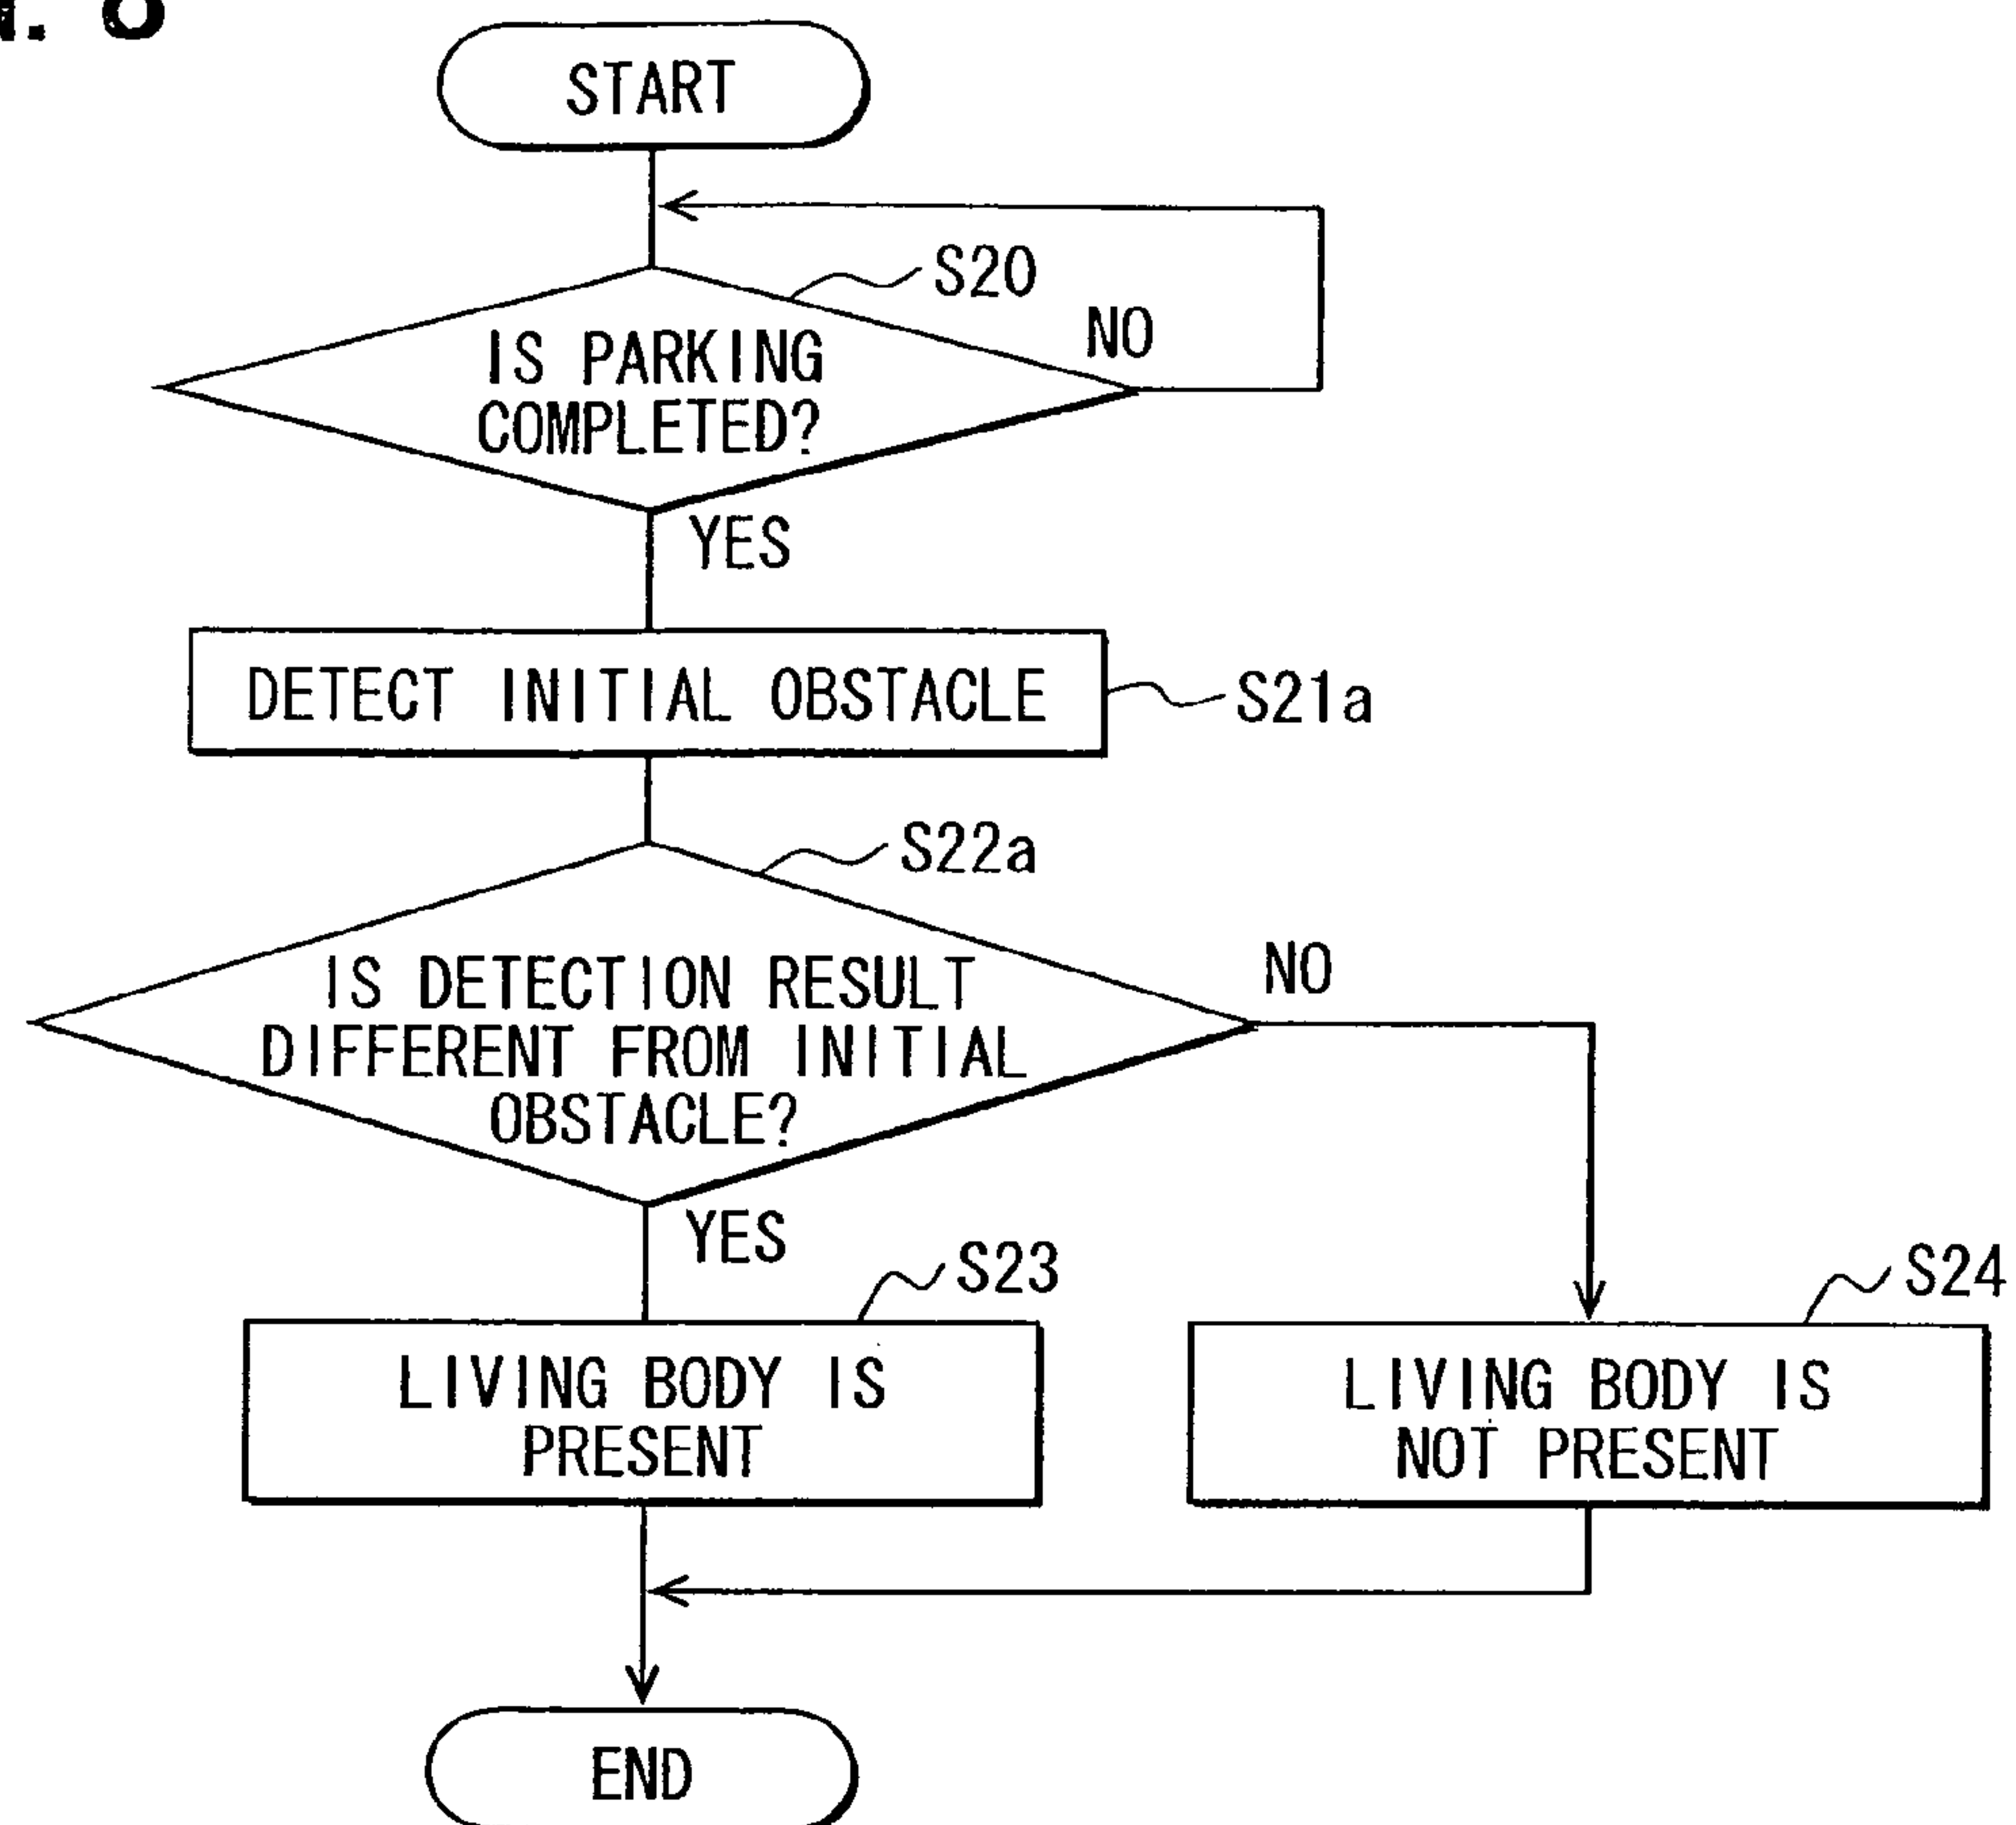 START
S20
IS PARKING
COMPLETED?
NO
YES
DETECT INITIAL OBSTACLE
S21a
S22a
IS DETECTION RESULT
DIFFERENT FROM INITIAL
OBSTACLE?
NO
YES
S23
LIVING BODY IS
PRESENT
S24
LIVING BODY IS
NOT PRESENT
END